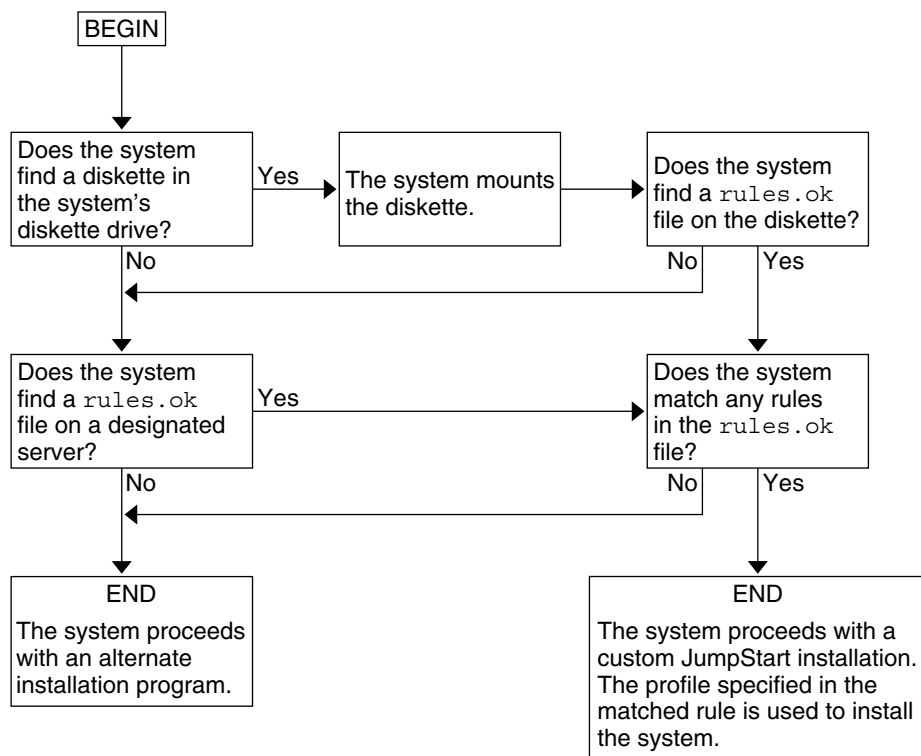 BEGIN
Does the system
find a diskette in
the system's
diskette drive?
Yes
The system mounts
the diskette.
Does the system
find a rules.ok
file on the diskette?
No
No
Yes
Does the system
find a rules.ok
file on a designated
server?
Yes
Does the system
match any rules
in the rules.ok
file?
No
No
Yes
END
The system proceeds
with an alternate
installation program.
END
The system proceeds with a
custom JumpStart installation.
The profile specified in the
matched rule is used to install
the system.